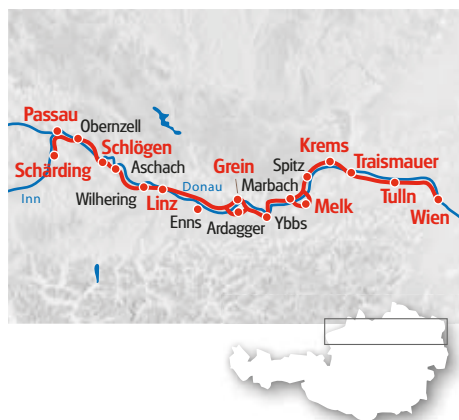 Passau
Obernzell
Schlögen
Aschach
Schärding
Inn
Wilhering
Linz
Donau
Enns
Grein
Marbach
Ardagger
Ybbs
Spitz
Krems
Melk
Traismauer
Tulln
Wien